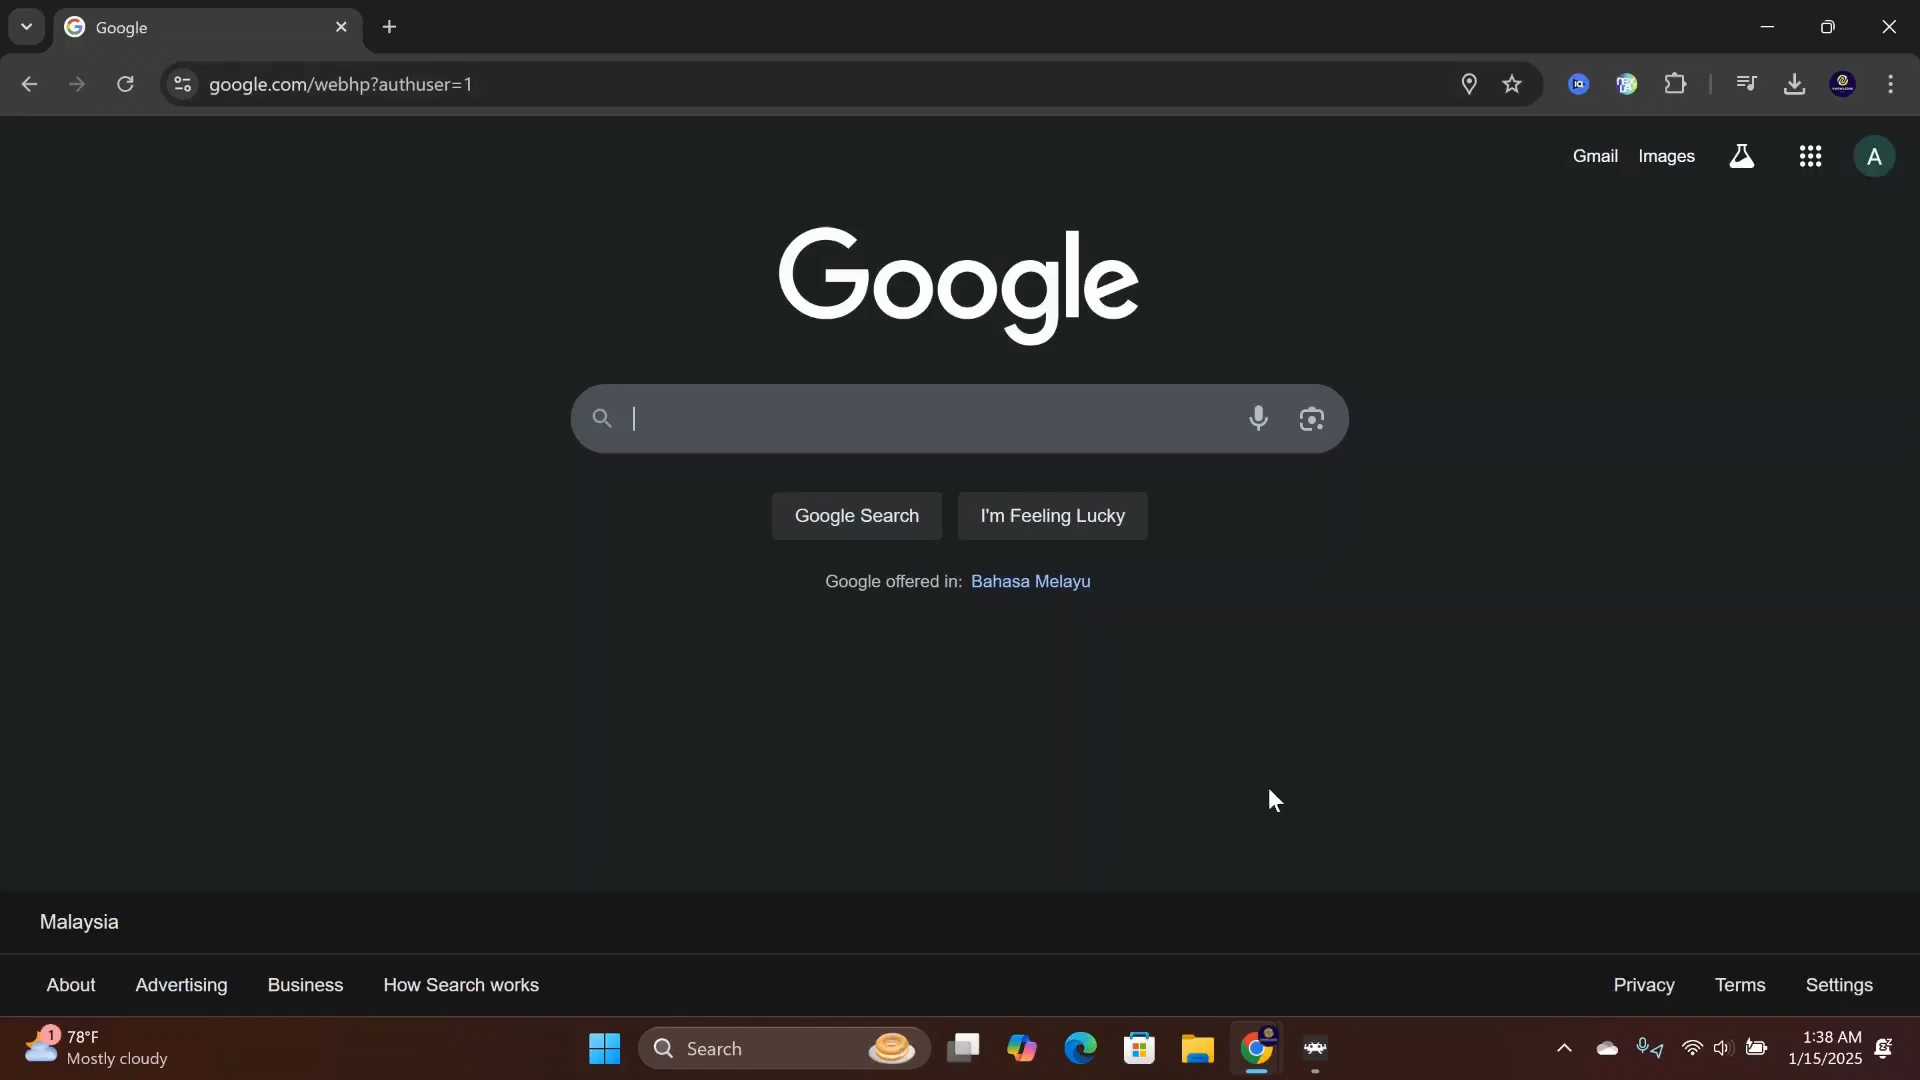 Google
google.com/webhp?authuser=1
Gmail Images A
Google
Google Search I'm Feeling Lucky
Google offered in: Bahasa Melayu
Malaysia
About Advertising Business How Search works Privacy Terms Settings
1 78°F
Mostly cloudy
Search
1:38 AM
1/15/2025